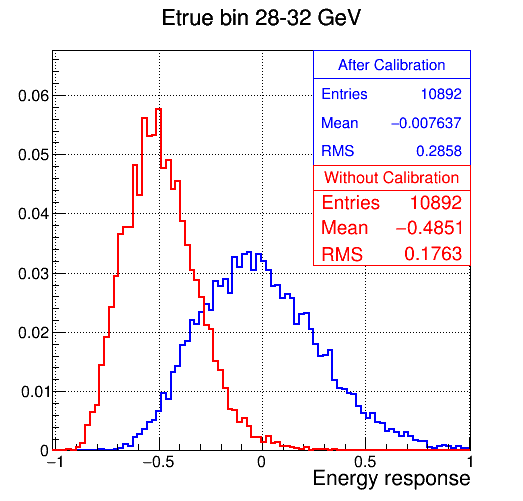 Etrue bin 28-32 GeV
After Calibration
Entries 10892
Mean −0.007637
RMS 0.2858
Without Calibration
Entries 10892
Mean −0.4851
RMS 0.1763
0.06
0.05
0.04
0.03
0.02
0.01
0
−1 −0.5 0 0.5 1
Energy response